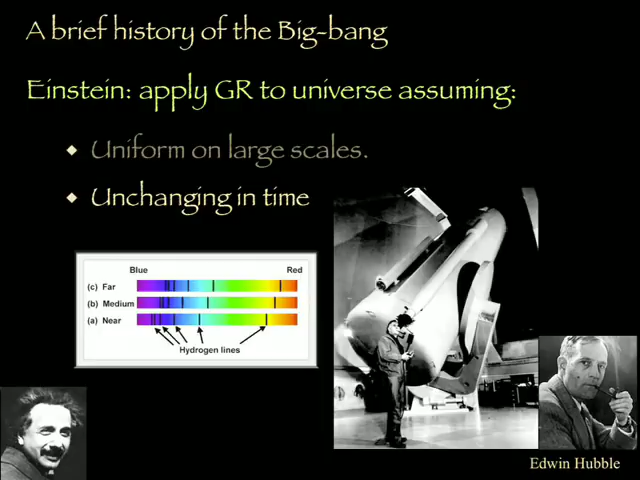 A brief history of the Big-bang
Einstein: apply GR to universe assuming:
Uniform on large scales.
Unchanging in time
Blue Red
(c) Far
(b) Medium
(a) Near
Hydrogen lines
Edwin Hubble